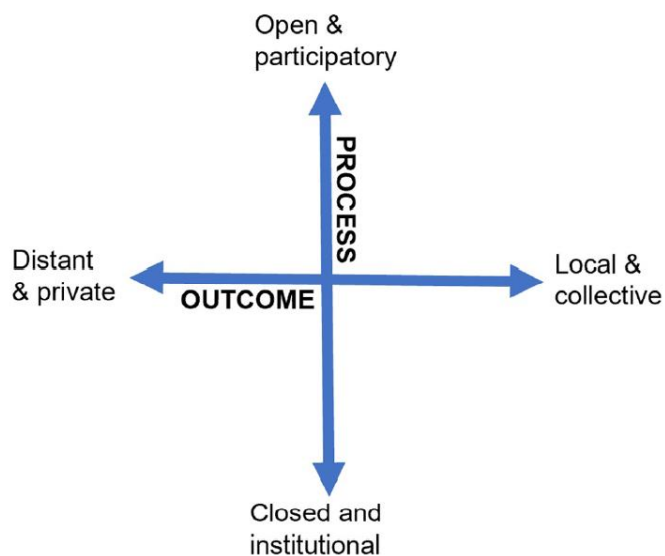 Open &
participatory
PROCESS
Distant
& private
OUTCOME
Local &
collective
Closed and
institutional